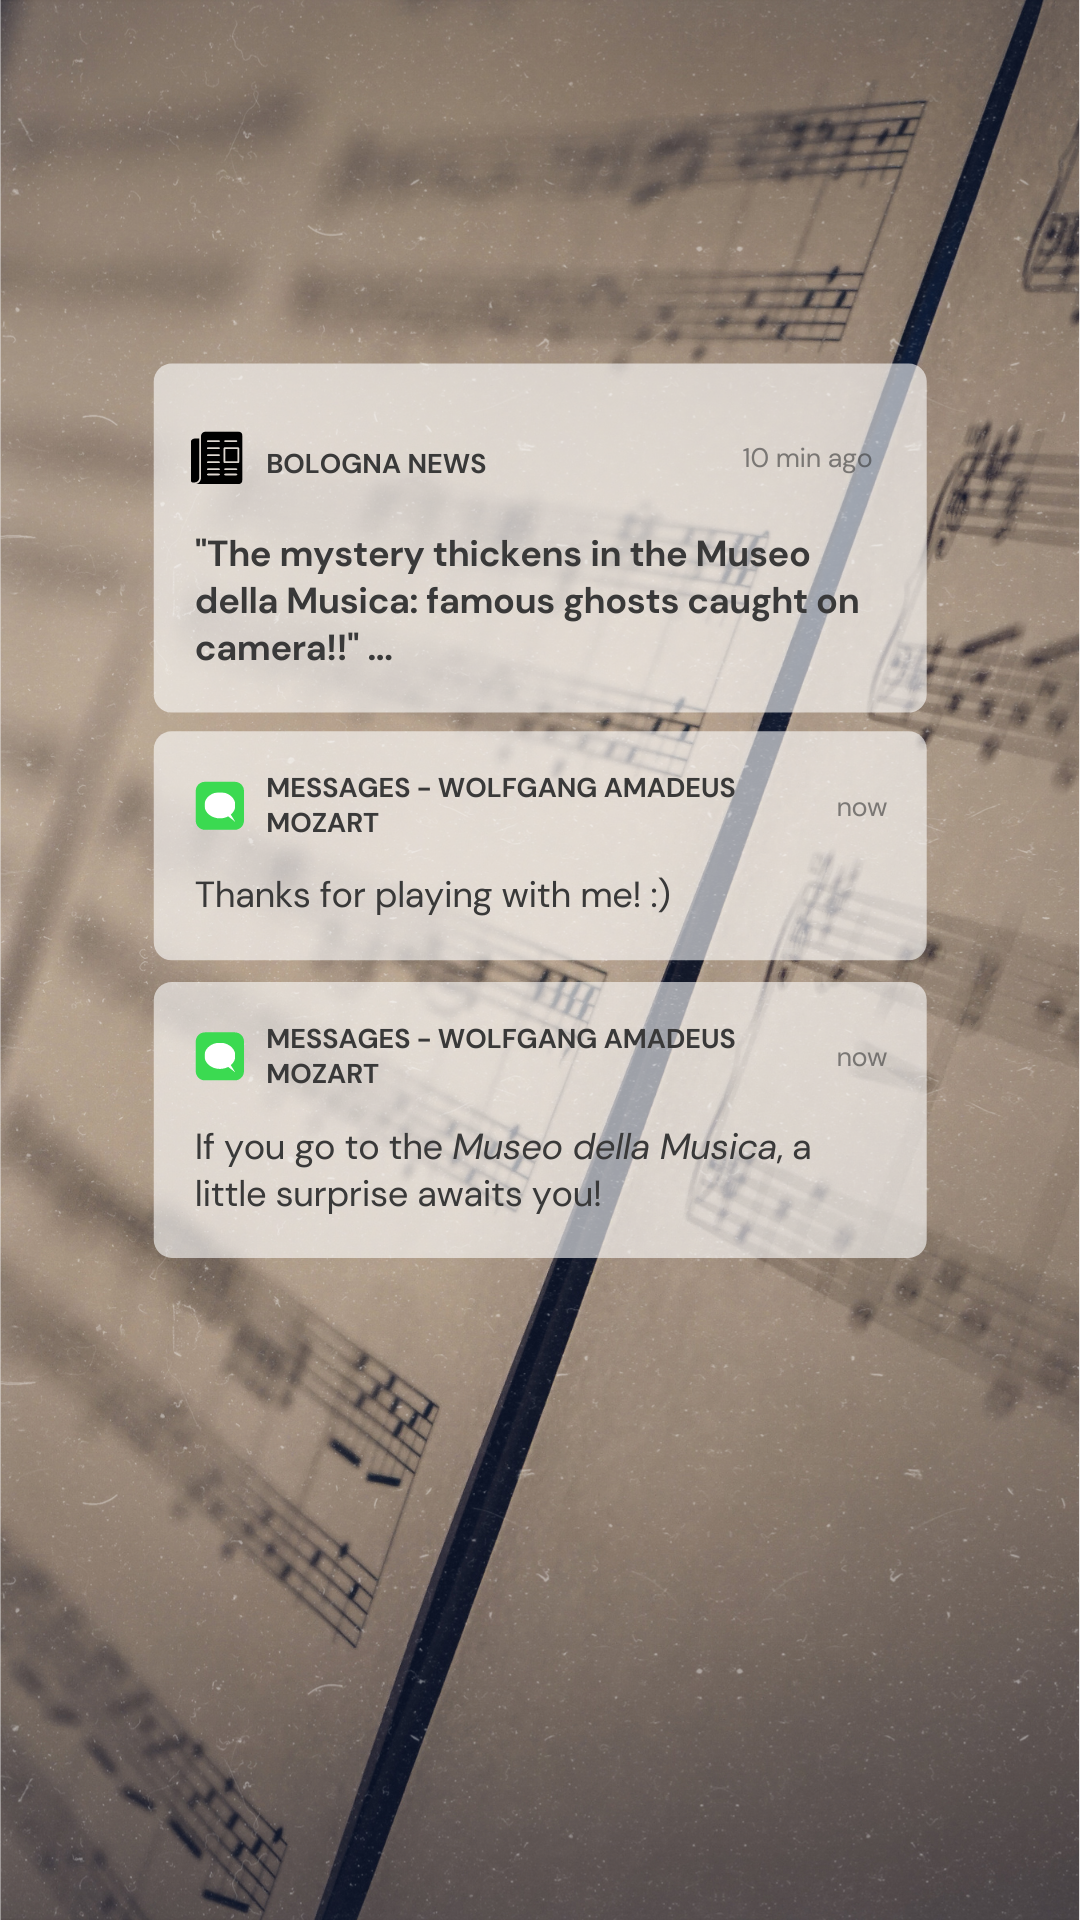 BOLOGNA NEWS
10 min ago
"The mystery thickens in the Museo
della Musica: famous ghosts caught on
camera!!" ...
MESSAGES - WOLFGANG AMADEUS
MOZART
now
Thanks for playing with me! :)
MESSAGES - WOLFGANG AMADEUS
MOZART
now
If you go to the Museo della Musica, a
little surprise awaits you!